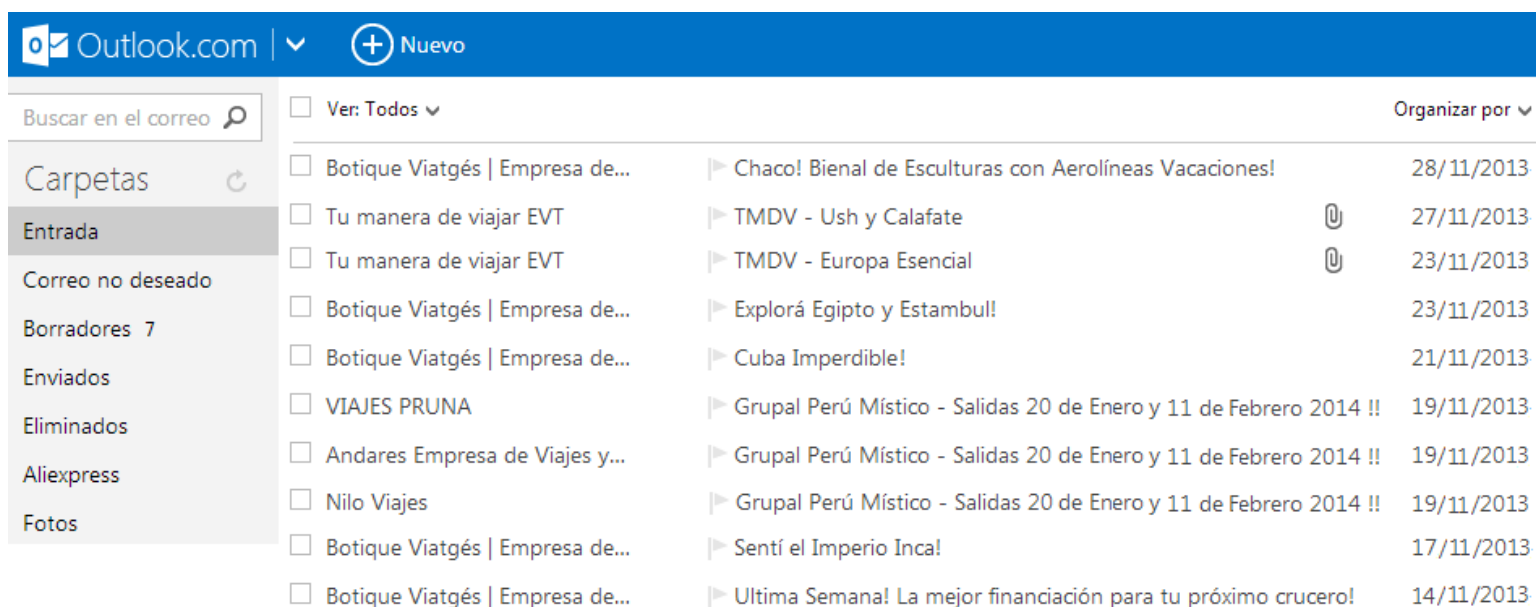 Outlook.com Nuevo
Buscar en el correo
Ver: Todos Organizar por
Carpetas
Entrada
Correo no deseado
Borradores 7
Enviados
Eliminados
Aliexpress
Fotos
Botique Viatgés | Empresa de... Chaco! Bienal de Esculturas con Aerolíneas Vacaciones! 28/11/2013
Tu manera de viajar EVT TMDV - Ush y Calafate 27/11/2013
Tu manera de viajar EVT TMDV - Europa Esencial 23/11/2013
Botique Viatgés | Empresa de... Explorá Egipto y Estambul! 23/11/2013
Botique Viatgés | Empresa de... Cuba Imperdible! 21/11/2013
VIAJES PRUNA Grupal Perú Místico - Salidas 20 de Enero y 11 de Febrero 2014 !! 19/11/2013
Andares Empresa de Viajes y... Grupal Perú Místico - Salidas 20 de Enero y 11 de Febrero 2014 !! 19/11/2013
Nilo Viajes Grupal Perú Místico - Salidas 20 de Enero y 11 de Febrero 2014 !! 19/11/2013
Botique Viatgés | Empresa de... Sentí el Imperio Inca! 17/11/2013
Botique Viatgés | Empresa de... Ultima Semana! La mejor financiación para tu próximo crucero! 14/11/2013